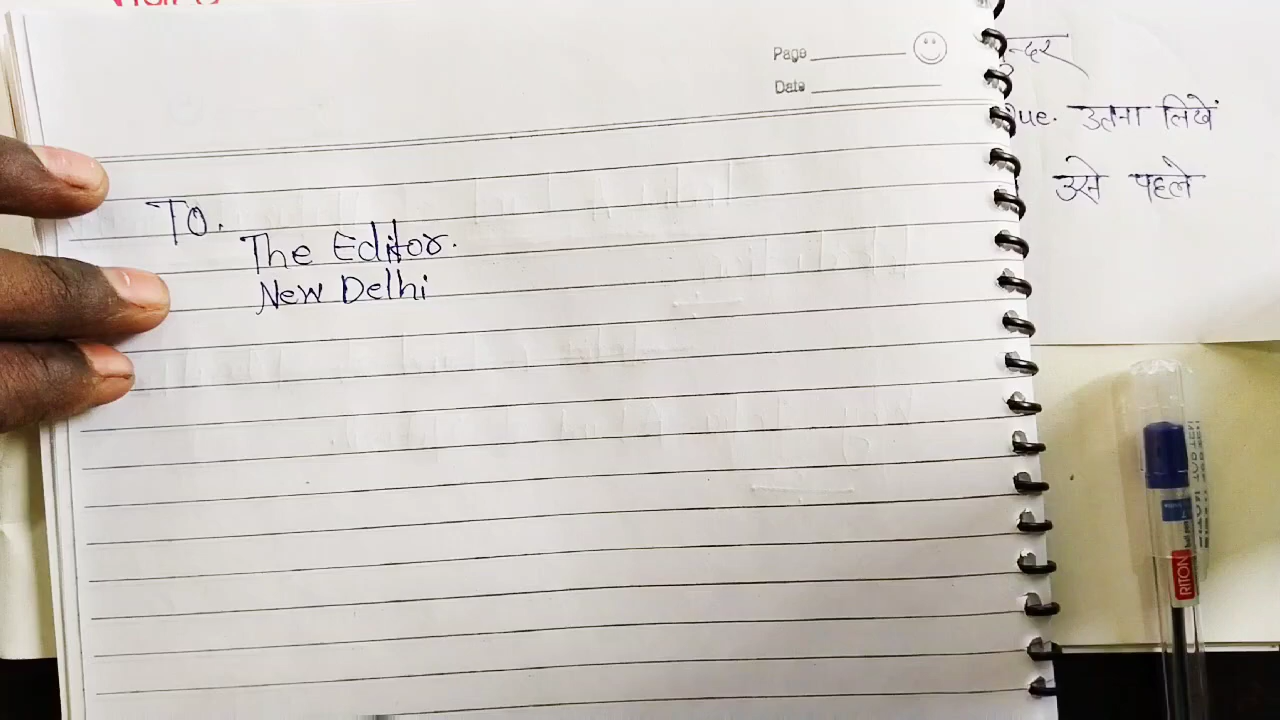 Page
Date
TO.
The Editor.
New Delhi
ue. उतना लिखें
उसे पहले
RITON